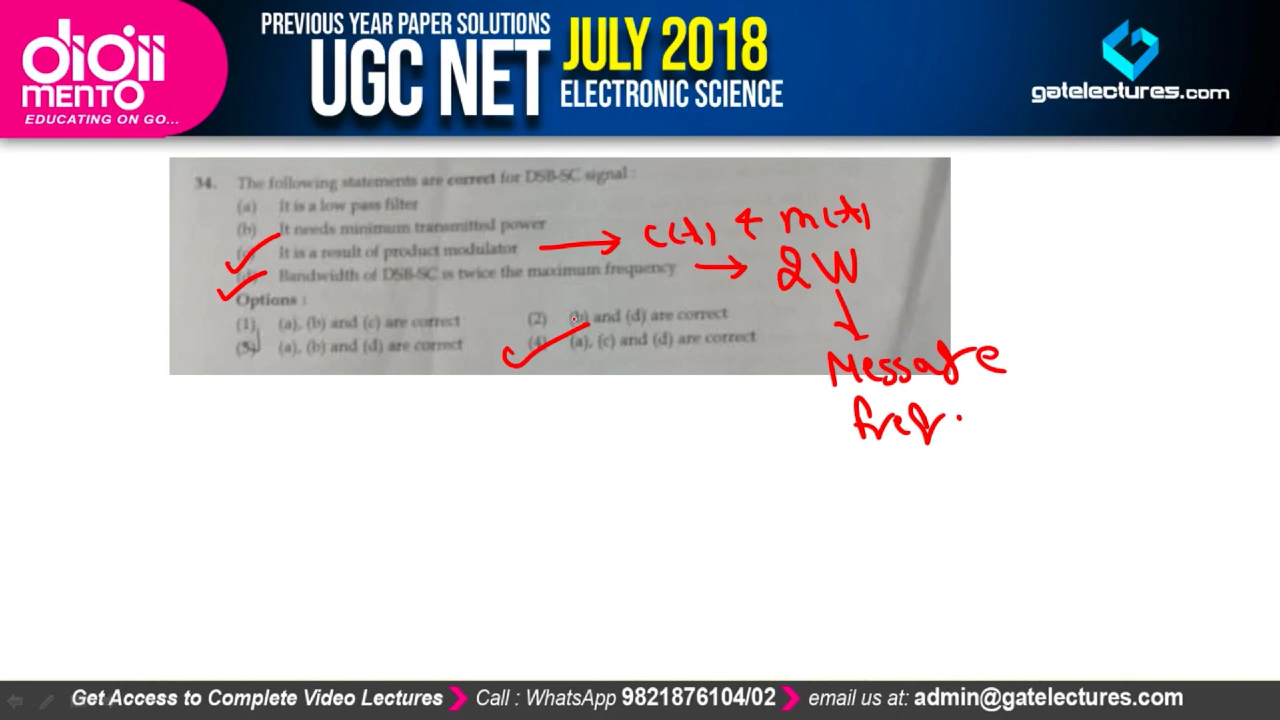 digii
mento
EDUCATING ON GO...
PREVIOUS YEAR PAPER SOLUTIONS
UGC NET
JULY 2018
ELECTRONIC SCIENCE
gatelectures.com
34. The following statements are correct for DSB-SC signal :
(a) It is a low pass filter
(b) It needs minimum transmitted power
(c) It is a result of product modulator
c(t) & m(t)
(d) Bandwidth of DSB-SC is twice the maximum frequency
2W
Message
freq.
Options :
(1) (a), (b) and (c) are correct (2) (b) and (d) are correct
(3) (a), (b) and (d) are correct (4) (a), (c) and (d) are correct
Get Access to Complete Video Lectures
Call : WhatsApp 9821876104/02
email us at: admin@gatelectures.com